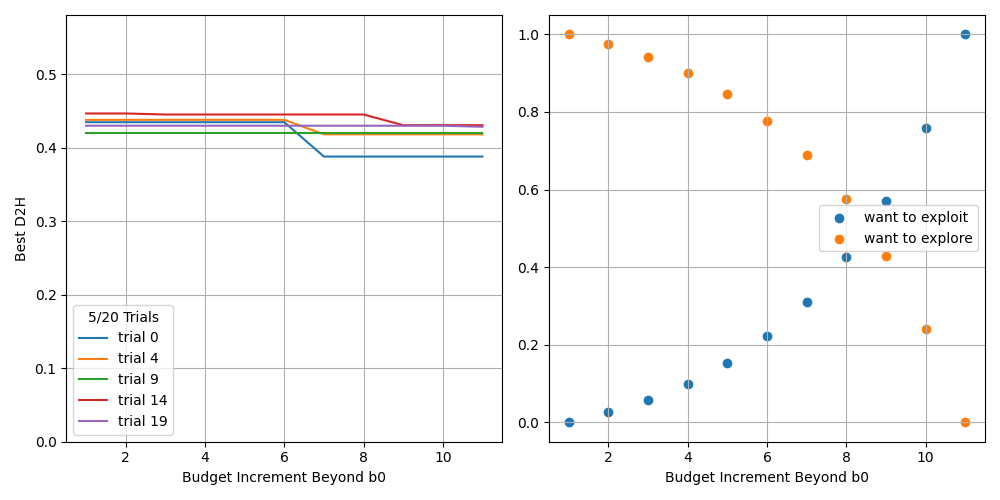 Best D2H
0.5
0.4
0.3
0.2
0.1
0.0
5/20 Trials
trial 0
trial 4
trial 9
trial 14
trial 19
2 4 6 8 10
Budget Increment Beyond b0
1.0
0.8
0.6
0.4
0.2
0.0
want to exploit
want to explore
2 4 6 8 10
Budget Increment Beyond b0